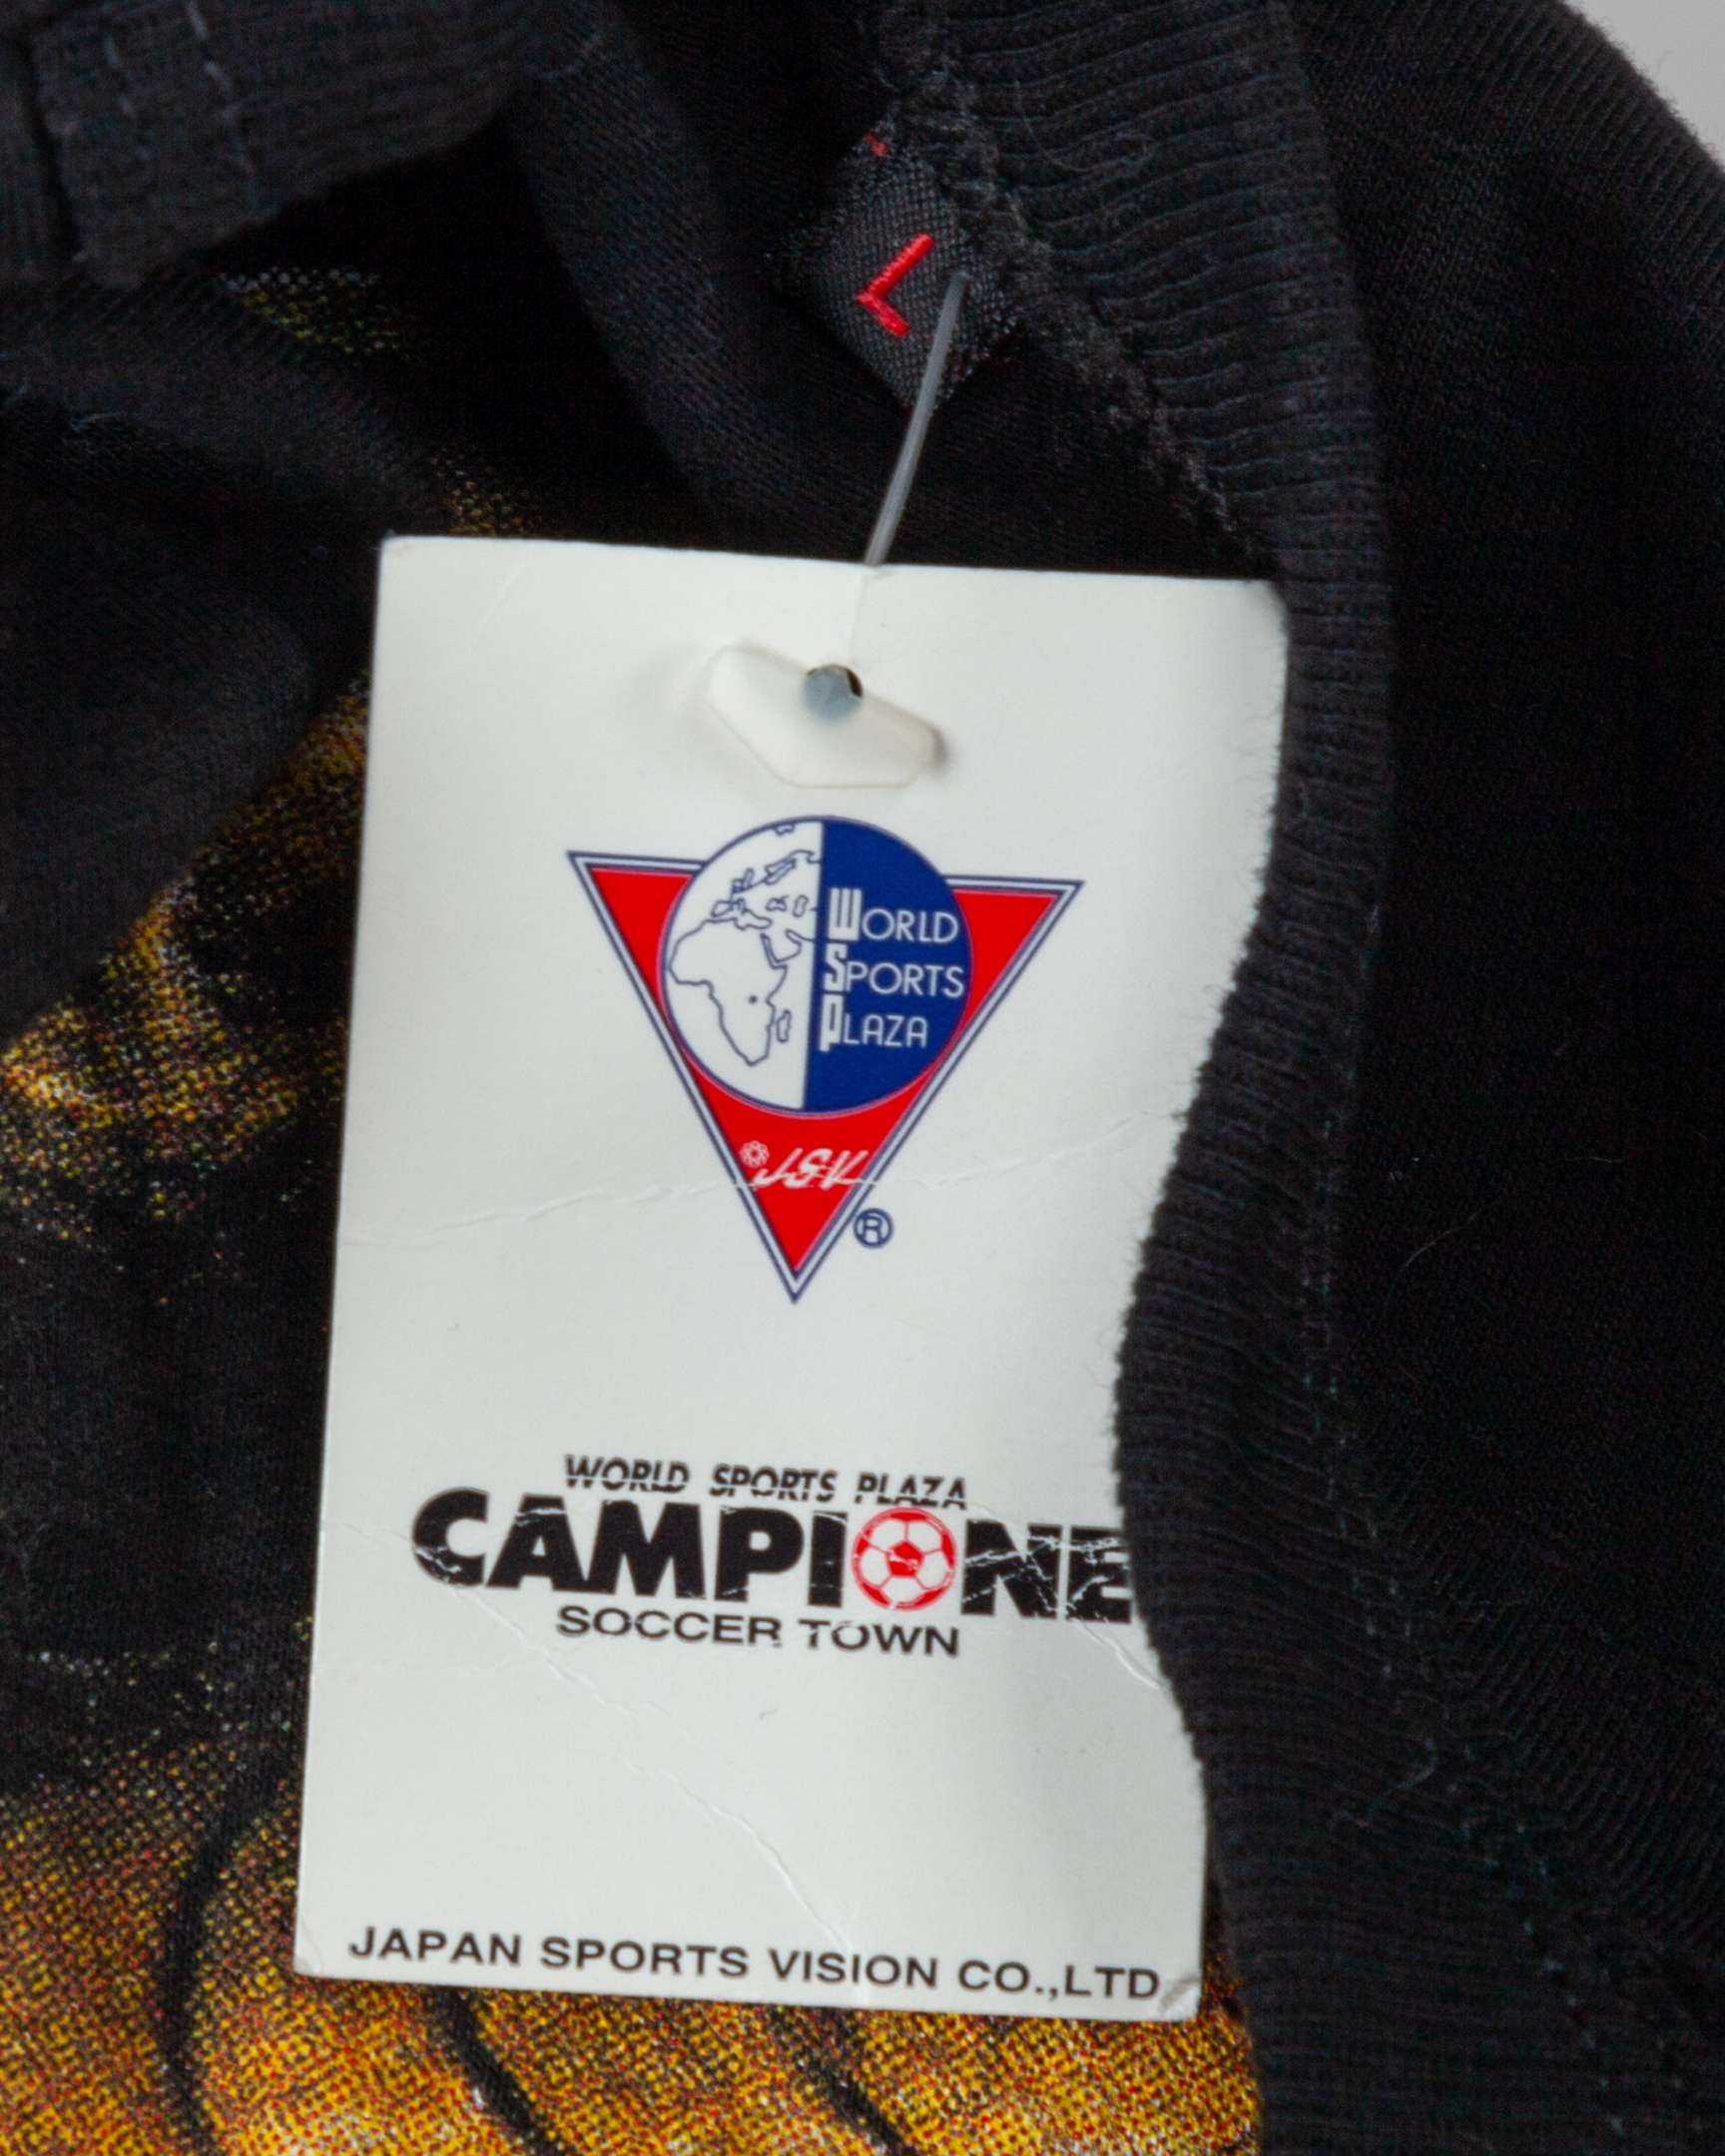 L
WORLD
SPORTS
PLAZA
JSV
®
WORLD SPORTS PLAZA
CAMPIONE
SOCCER TOWN
JAPAN SPORTS VISION CO.,LTD